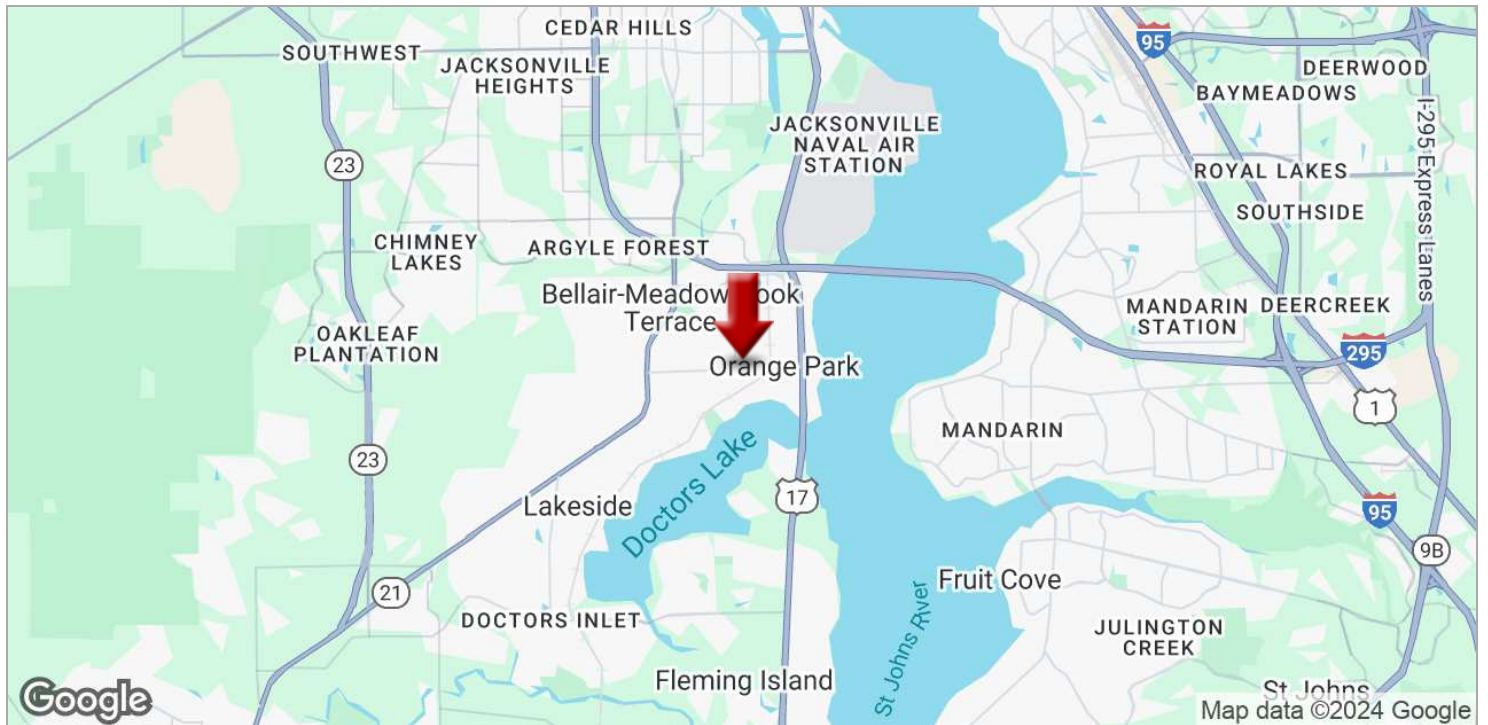 CEDAR HILLS
SOUTHWEST
JACKSONVILLE
HEIGHTS
95
DEERWOOD
BAYMEADOWS
I-295 Express Lanes
JACKSONVILLE
NAVAL AIR
STATION
23
ROYAL LAKES
SOUTHSIDE
CHIMNEY
LAKES
ARGYLE FOREST
Bellair-Meadow ook
Terrace
MANDARIN
STATION
DEERCREEK
OAKLEAF
PLANTATION
295
Orange Park
1
MANDARIN
23
Doctors Lake
Lakeside
17
95
9B
Fruit Cove
21
DOCTORS INLET
St Johns River
JULINGTON
CREEK
Fleming Island
St Johns
Google
Map data ©2024 Google